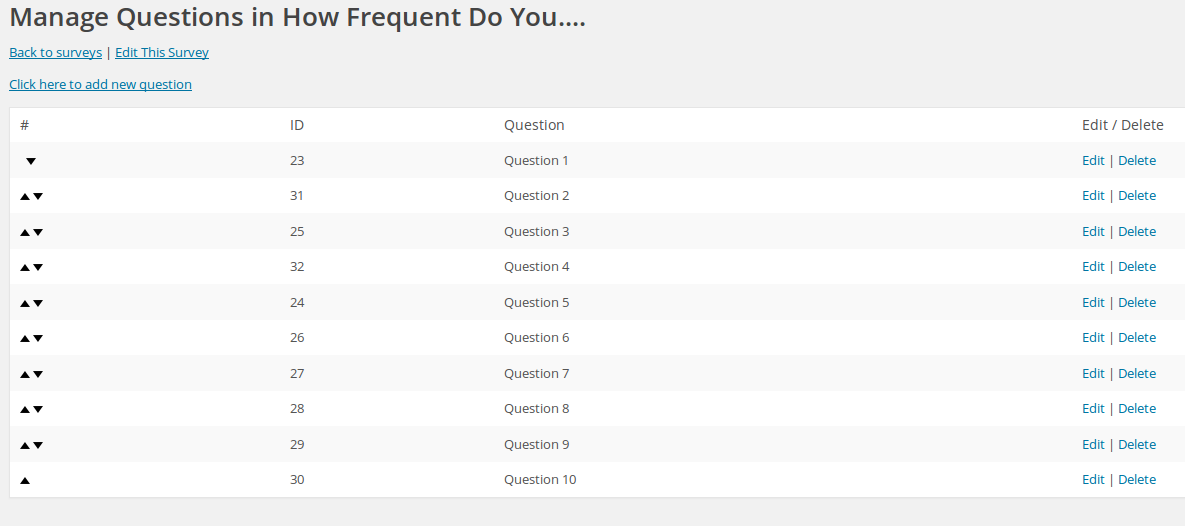 Manage Questions in How Frequent Do You....
Back to surveys | Edit This Survey
Click here to add new question
# ID Question Edit / Delete
23 Question 1 Edit | Delete
31 Question 2 Edit | Delete
25 Question 3 Edit | Delete
32 Question 4 Edit | Delete
24 Question 5 Edit | Delete
26 Question 6 Edit | Delete
27 Question 7 Edit | Delete
28 Question 8 Edit | Delete
29 Question 9 Edit | Delete
30 Question 10 Edit | Delete